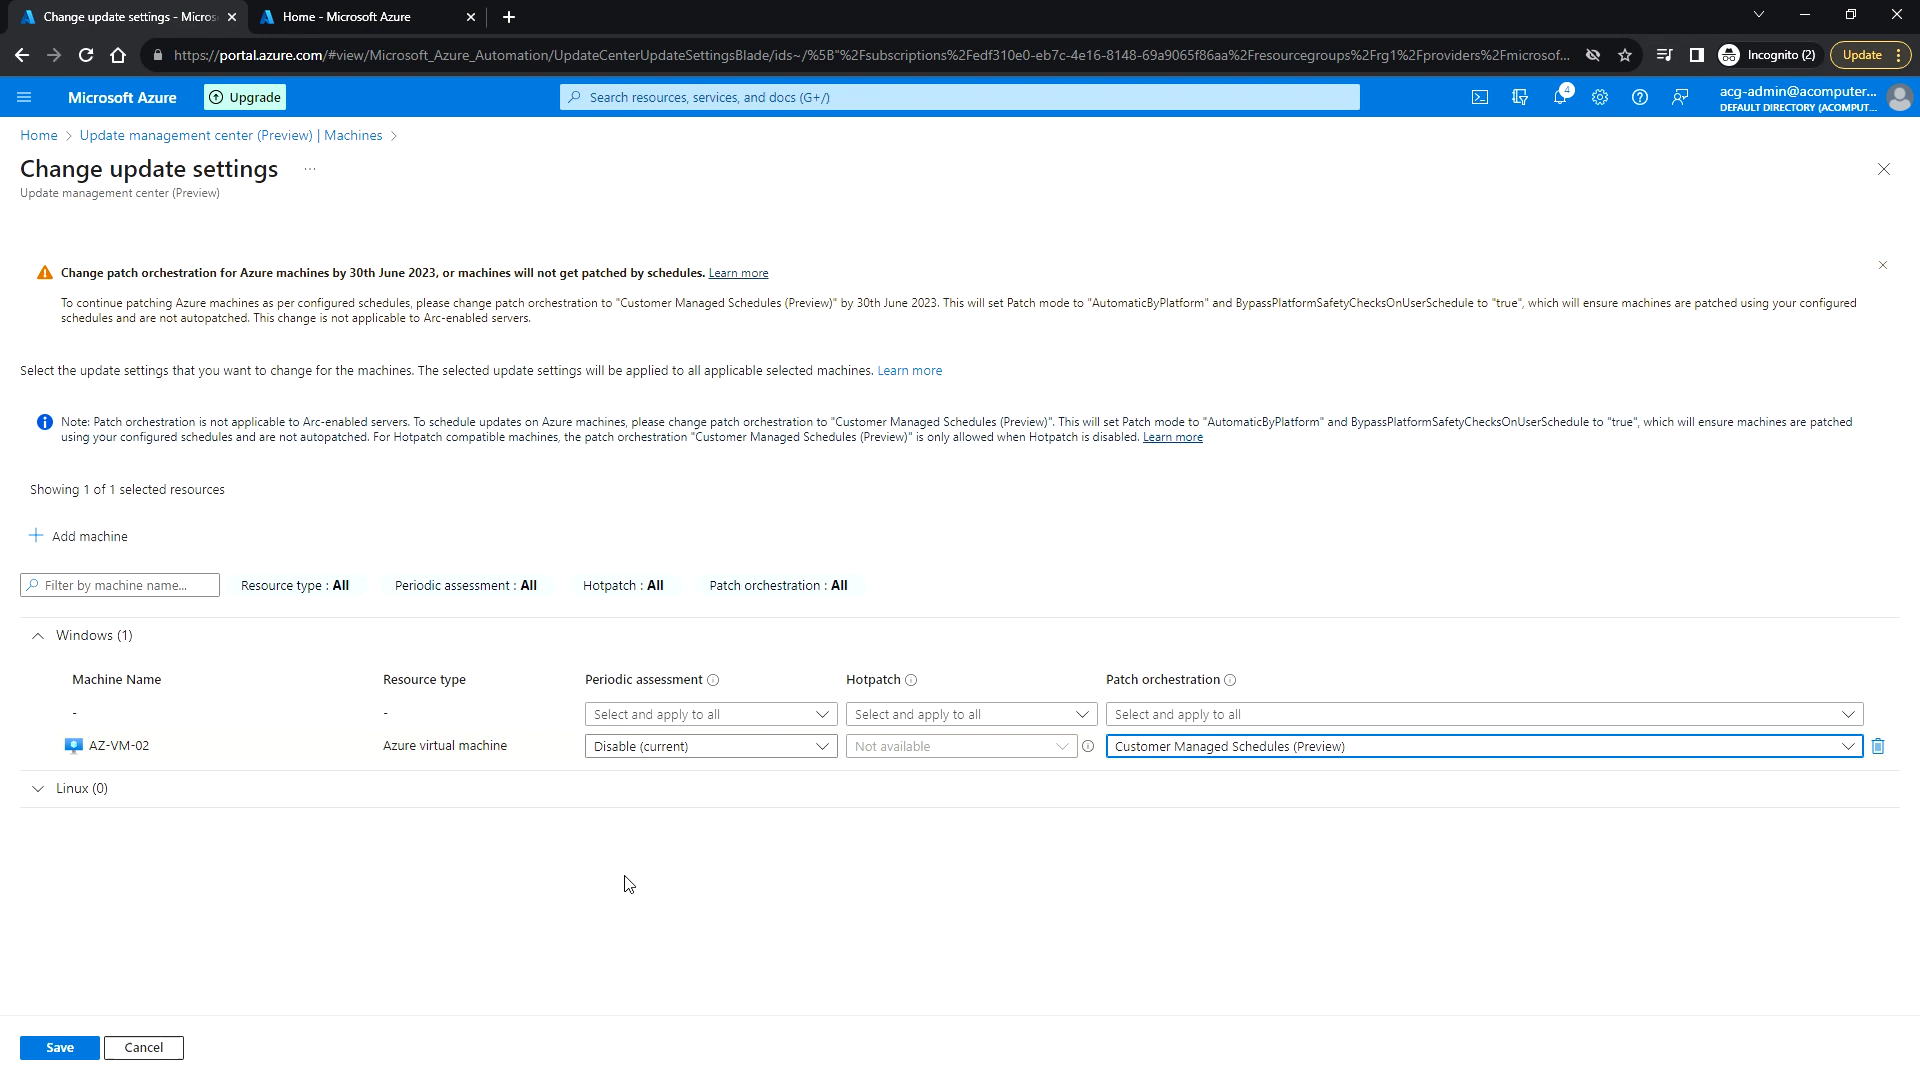 Change update settings - Micros
Home - Microsoft Azure
https://portal.azure.com/#view/Microsoft_Azure_Automation/UpdateCenterUpdateSettingsBlade/ids~/%5B"%2Fsubscriptions%2Fedf310e0-eb7c-4e16-8148-69a9065f86aa%2Fresourcegroups%2Frg1%2Fproviders%2Fmicrosof...
Incognito (2)
Update
Microsoft Azure
Upgrade
Search resources, services, and docs (G+/)
4
acg-admin@acomputer...
DEFAULT DIRECTORY (ACOMPUT...
Home > Update management center (Preview) | Machines >
Change update settings ...
Update management center (Preview)
Change patch orchestration for Azure machines by 30th June 2023, or machines will not get patched by schedules. Learn more
To continue patching Azure machines as per configured schedules, please change patch orchestration to "Customer Managed Schedules (Preview)" by 30th June 2023. This will set Patch mode to "AutomaticByPlatform" and BypassPlatformSafetyChecksOnUserSchedule to "true", which will ensure machines are patched using your configured
schedules and are not autopatched. This change is not applicable to Arc-enabled servers.
Select the update settings that you want to change for the machines. The selected update settings will be applied to all applicable selected machines. Learn more
Note: Patch orchestration is not applicable to Arc-enabled servers. To schedule updates on Azure machines, please change patch orchestration to "Customer Managed Schedules (Preview)". This will set Patch mode to "AutomaticByPlatform" and BypassPlatformSafetyChecksOnUserSchedule to "true", which will ensure machines are patched
using your configured schedules and are not autopatched. For Hotpatch compatible machines, the patch orchestration "Customer Managed Schedules (Preview)" is only allowed when Hotpatch is disabled. Learn more
Showing 1 of 1 selected resources
+ Add machine
Filter by machine name...
Resource type : All
Periodic assessment : All
Hotpatch : All
Patch orchestration : All
Windows (1)
Machine Name
Resource type
Periodic assessment
Hotpatch
Patch orchestration
-
-
Select and apply to all
Select and apply to all
Select and apply to all
AZ-VM-02
Azure virtual machine
Disable (current)
Not available
Customer Managed Schedules (Preview)
Linux (0)
Save
Cancel